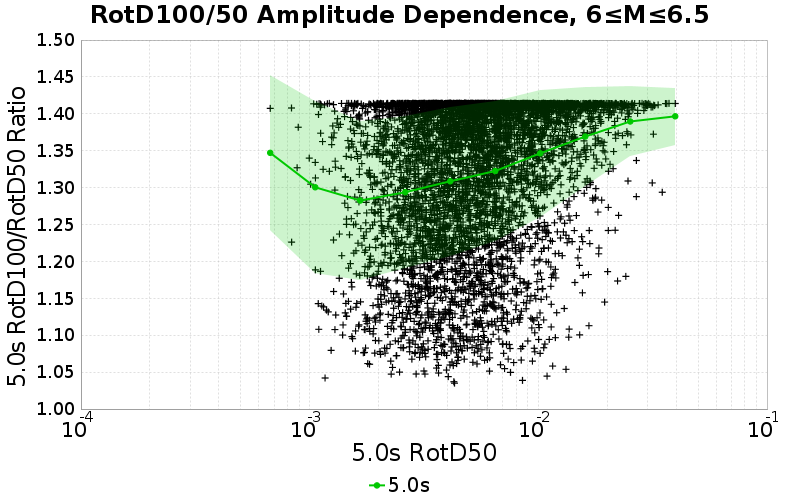 RotD100/50 Amplitude Dependence, 6≤M≤6.5
5.0s RotD100/RotD50 Ratio
1.50
1.45
1.40
1.35
1.30
1.25
1.20
1.15
1.10
1.05
1.00
10^-4 10^-3 10^-2 10^-1
5.0s RotD50
5.0s